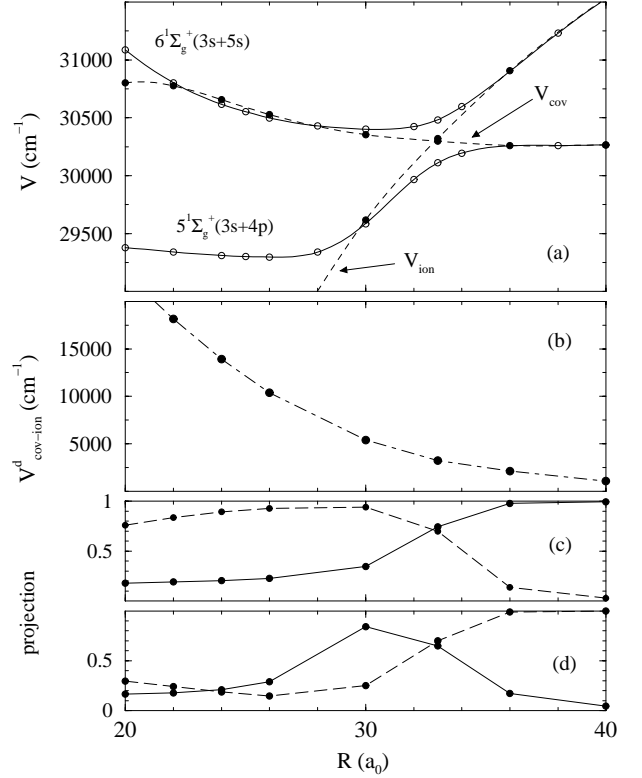 31000
30500
30000
29500
V (cm⁻¹)
6¹Σg⁺(3s+5s)
Vcov
5¹Σg⁺(3s+4p)
Vion
(a)
15000
10000
5000
Vᵈcov−ion (cm⁻¹)
(b)
1
0.5
(c)
projection
0.5
0
(d)
20
30
40
R (a₀)